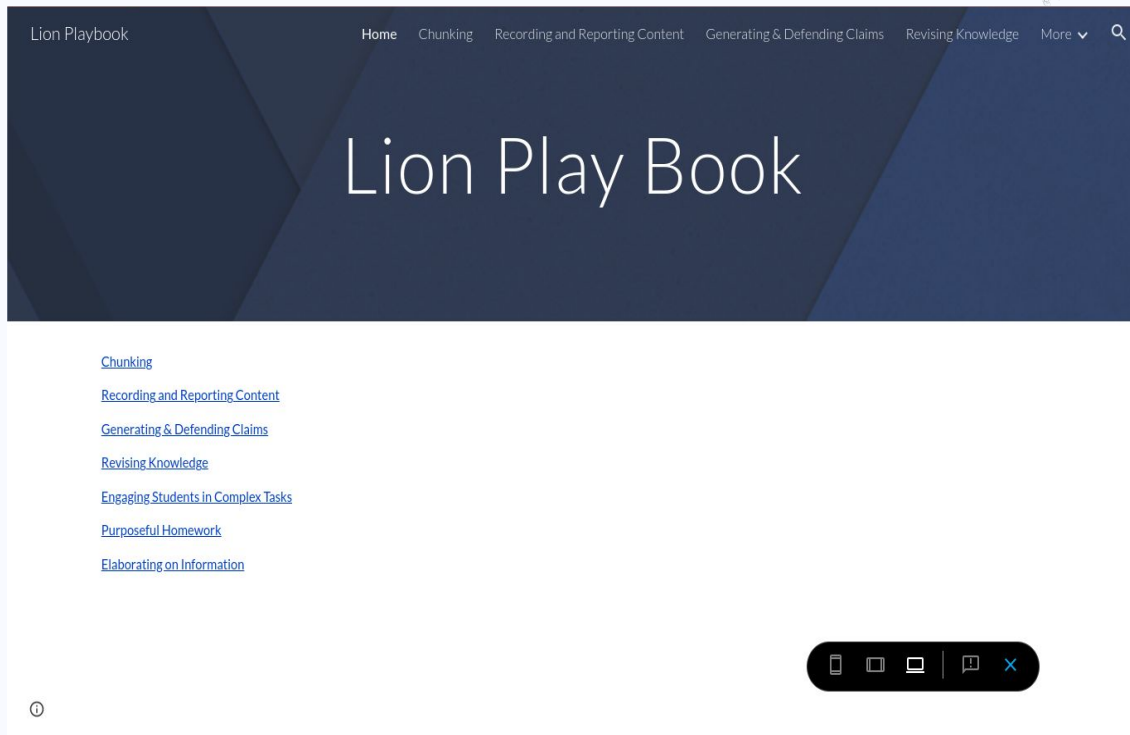 Lion Playbook
Home Chunking Recording and Reporting Content Generating & Defending Claims Revising Knowledge More
Lion Play Book
Chunking
Recording and Reporting Content
Generating & Defending Claims
Revising Knowledge
Engaging Students in Complex Tasks
Purposeful Homework
Elaborating on Information